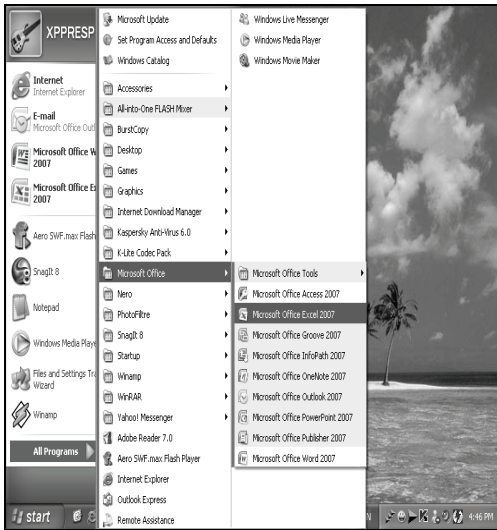 XPPRESP
Internet
Internet Explorer
E-mail
Microsoft Office Outl
Microsoft Office W
2007
Microsoft Office Ex
2007
Aero SWF.max Flash
SnagIt 8
Notepad
Windows Media Playe
Files and Settings Tra
Wizard
Winamp
All Programs
Microsoft Update
Set Program Access and Defaults
Windows Catalog
Accessories
All-into-One FLASH Mixer
BurstCopy
Desktop
Games
Graphics
Internet Download Manager
Kaspersky Anti-Virus 6.0
K-Lite Codec Pack
Microsoft Office
Nero
PhotoFiltre
SnagIt 8
Startup
Winamp
WinRAR
Yahoo! Messenger
Adobe Reader 7.0
Aero SWF.max Flash Player
Internet Explorer
Outlook Express
Remote Assistance
Windows Live Messenger
Windows Media Player
Windows Movie Maker
Microsoft Office Tools
Microsoft Office Access 2007
Microsoft Office Excel 2007
Microsoft Office Groove 2007
Microsoft Office InfoPath 2007
Microsoft Office OneNote 2007
Microsoft Office Outlook 2007
Microsoft Office PowerPoint 2007
Microsoft Office Publisher 2007
Microsoft Office Word 2007
start
N
4:46 PM